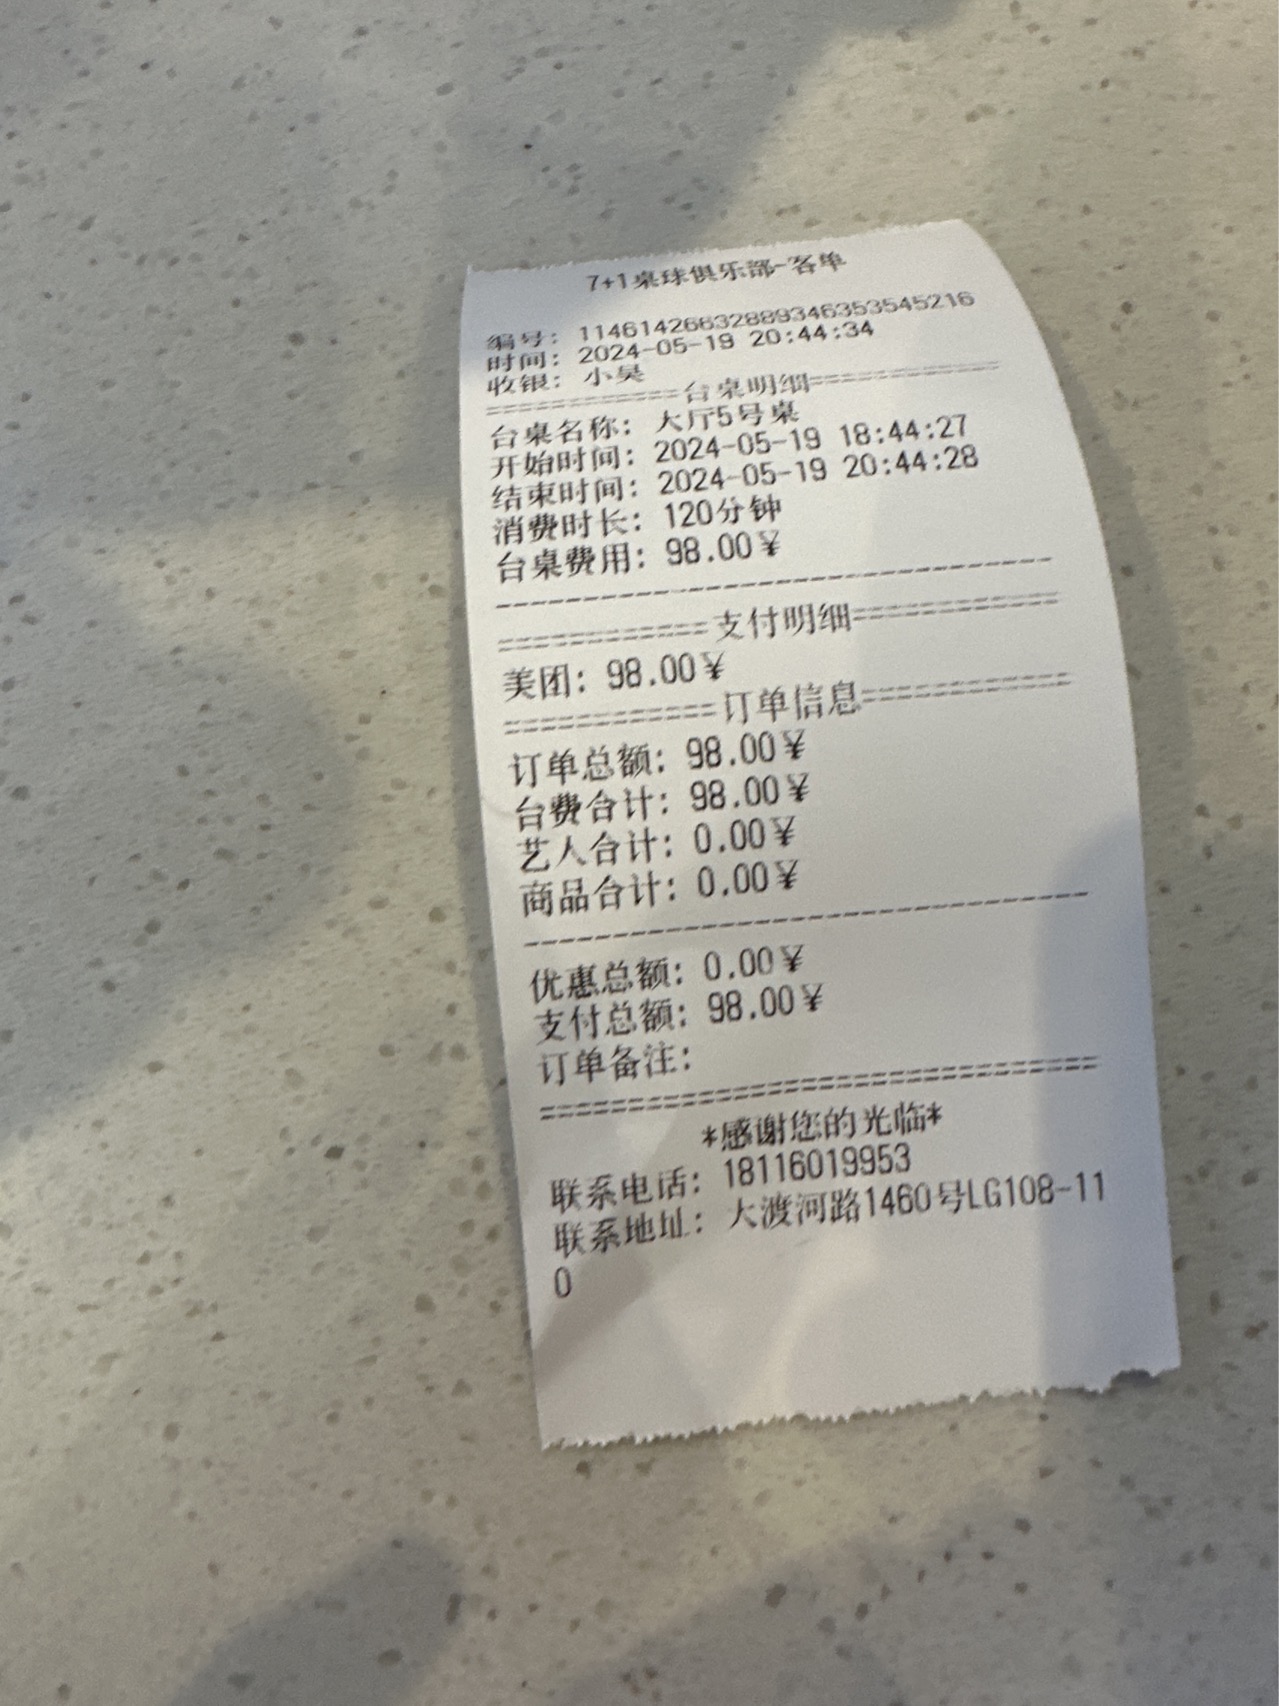 7+1桌球俱乐部-客单
编号: 1146142663288934635354​5216
时间: 2024-05-19 20:44:34
收银: 小吴
===========台桌明细===========
台桌名称: 大厅5号桌
开始时间: 2024-05-19 18:44:27
结束时间: 2024-05-19 20:44:28
消费时长: 120分钟
台桌费用: 98.00¥
--------------------------------
===========支付明细===========
美团: 98.00¥
===========订单信息===========
订单总额: 98.00¥
台费合计: 98.00¥
艺人合计: 0.00¥
商品合计: 0.00¥
--------------------------------
优惠总额: 0.00¥
支付总额: 98.00¥
订单备注:
================================
*感谢您的光临*
联系电话: 18116019953
联系地址: 大渡河路1460号LG108-11
0